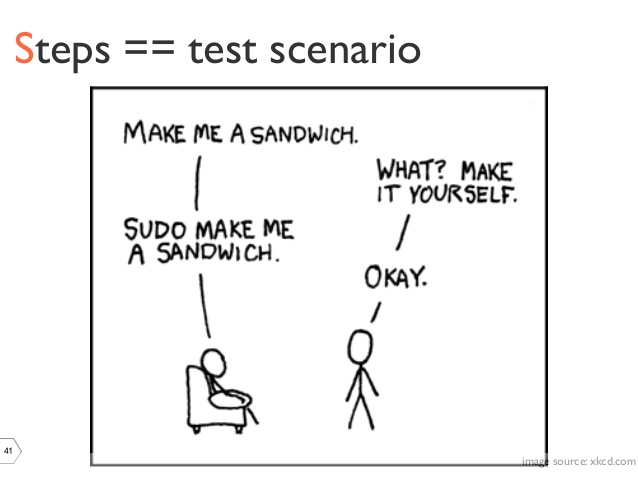 Steps == test scenario
MAKE ME A SANDWICH.
WHAT? MAKE
IT YOURSELF.
SUDO MAKE ME
A SANDWICH.
OKAY.
41
image source: xkcd.com